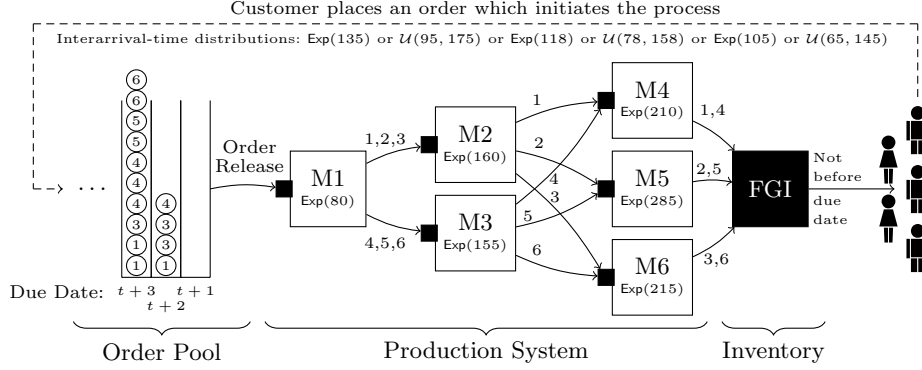 Customer places an order which initiates the process
Interarrival-time distributions: Exp(135) or U(95, 175) or Exp(118) or U(78, 158) or Exp(105) or U(65, 145)
6
6
5
5
4
4
4
3
1
1
4
3
3
1
· · ·
Due Date:
t + 3
t + 2
t + 1
Order
Release
M1
Exp(80)
1,2,3
4,5,6
M2
Exp(160)
M3
Exp(155)
1
2
3
4
5
6
M4
Exp(210)
M5
Exp(285)
M6
Exp(215)
1,4
2,5
3,6
FGI
Not
before
due
date
Order Pool
Production System
Inventory